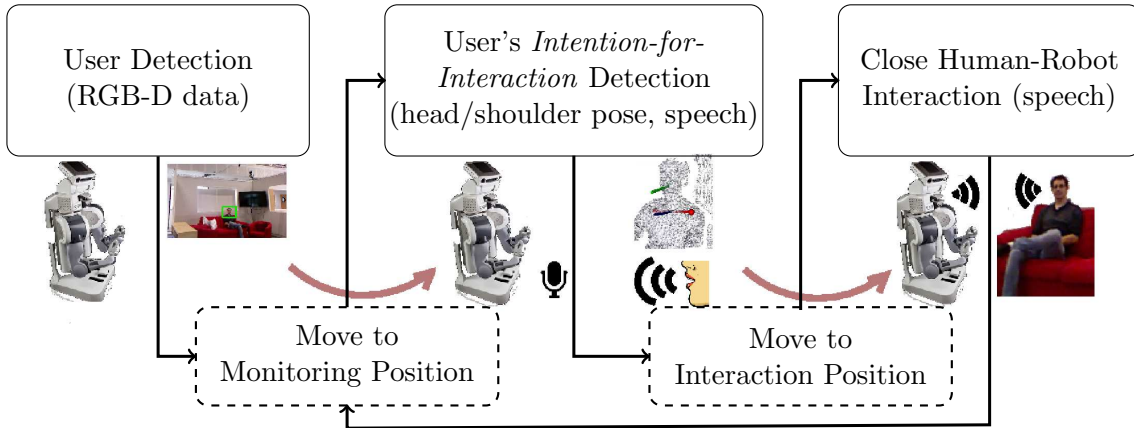 User Detection
(RGB-D data)
User's Intention-for-
Interaction Detection
(head/shoulder pose, speech)
Close Human-Robot
Interaction (speech)
Move to
Monitoring Position
Move to
Interaction Position